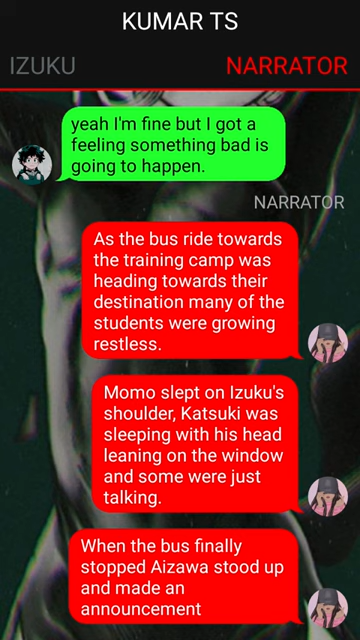 KUMAR TS
IZUKU NARRATOR
yeah I'm fine but I got a
feeling something bad is
going to happen.
NARRATOR
As the bus ride towards
the training camp was
heading towards their
destination many of the
students were growing
restless.
Momo slept on Izuku's
shoulder, Katsuki was
sleeping with his head
leaning on the window
and some were just
talking.
When the bus finally
stopped Aizawa stood up
and made an
announcement